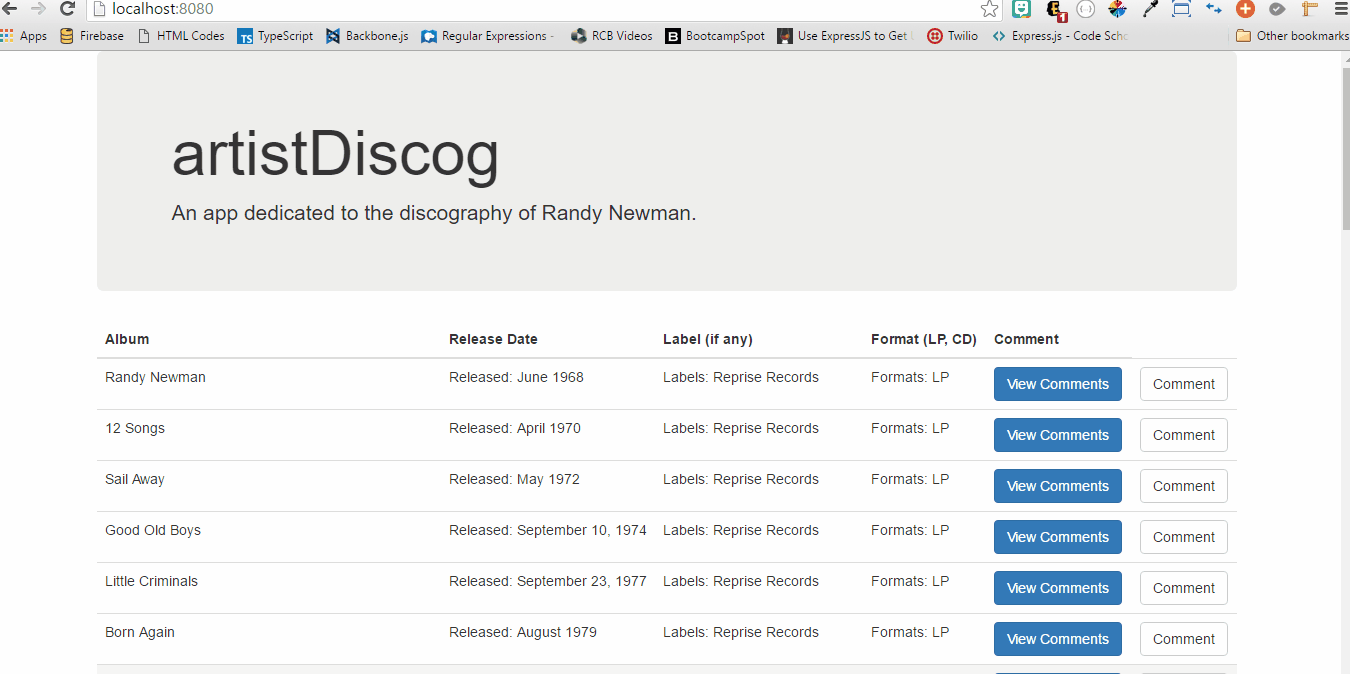 localhost:8080
1
Apps Firebase HTML Codes TS TypeScript Backbone.js Regular Expressions - RCB Videos B BootcampSpot Use ExpressJS to Get Twilio Express.js - Code Other bookmarks
artistDiscog
An app dedicated to the discography of Randy Newman.
Album Release Date Label (if any) Format (LP, CD) Comment
Randy Newman Released: June 1968 Labels: Reprise Records Formats: LP View Comments Comment
12 Songs Released: April 1970 Labels: Reprise Records Formats: LP View Comments Comment
Sail Away Released: May 1972 Labels: Reprise Records Formats: LP View Comments Comment
Good Old Boys Released: September 10, 1974 Labels: Reprise Records Formats: LP View Comments Comment
Little Criminals Released: September 23, 1977 Labels: Reprise Records Formats: LP View Comments Comment
Born Again Released: August 1979 Labels: Reprise Records Formats: LP View Comments Comment